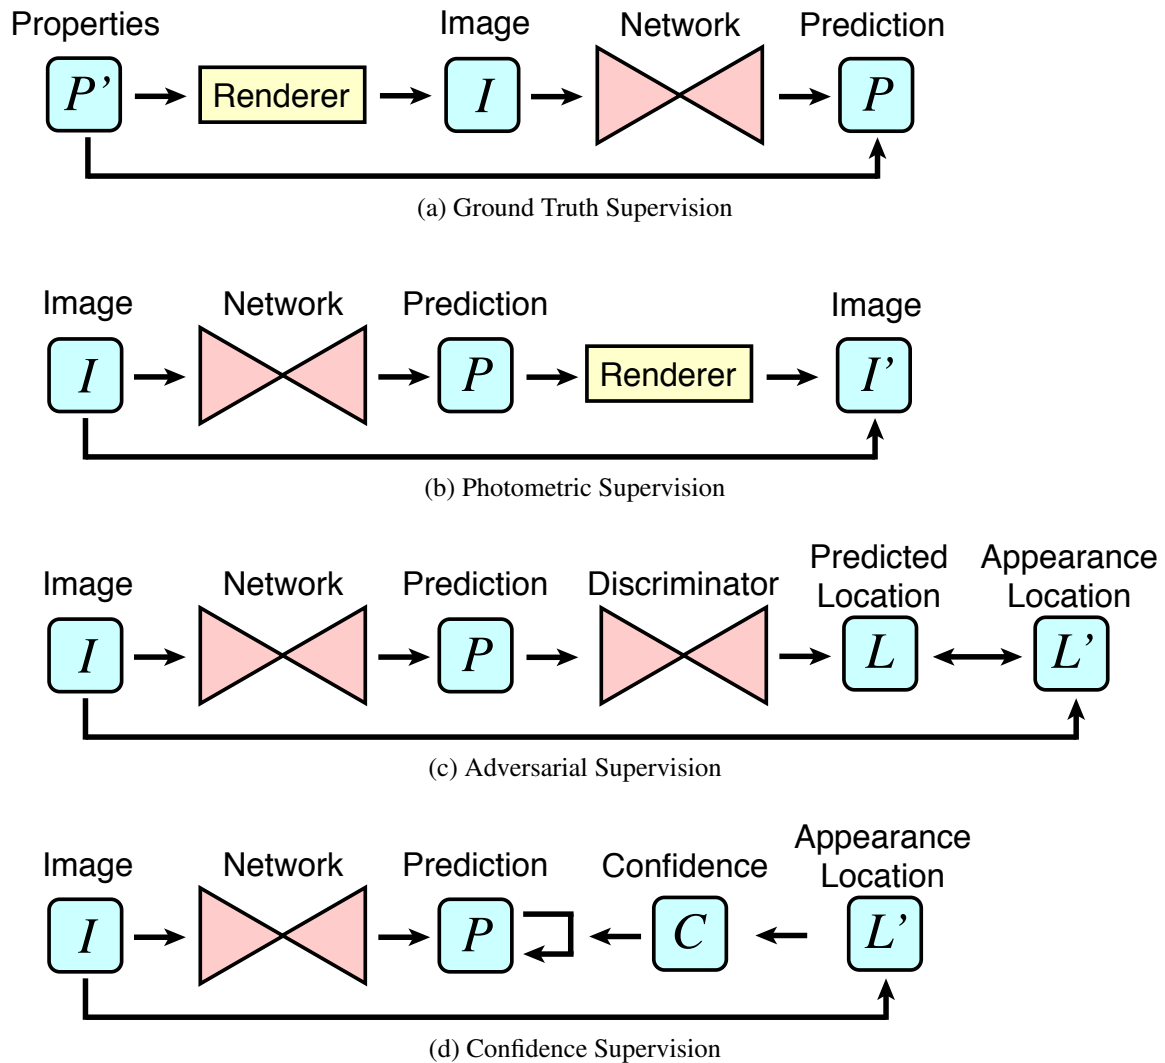 Properties Image Network Prediction
P’ Renderer I P
(a) Ground Truth Supervision
Image Network Prediction Image
I P Renderer I’
(b) Photometric Supervision
Image Network Prediction Discriminator Predicted Location Appearance Location
I P L L’
(c) Adversarial Supervision
Image Network Prediction Confidence Appearance Location
I P C L’
(d) Confidence Supervision